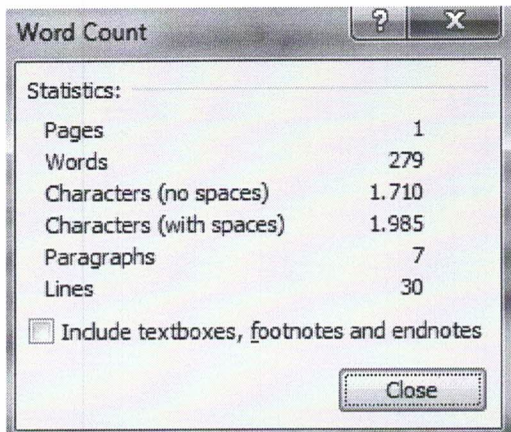 Word Count
? X
Statistics:
Pages 1
Words 279
Characters (no spaces) 1.710
Characters (with spaces) 1.985
Paragraphs 7
Lines 30
Include textboxes, footnotes and endnotes
Close